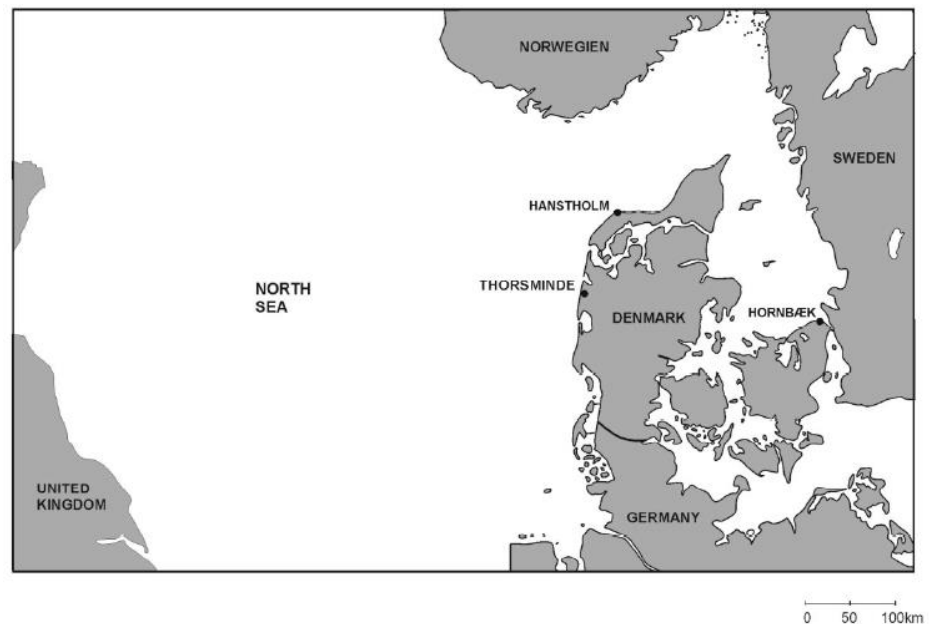 NORWEGIEN
SWEDEN
HANSTHOLM
THORSMINDE
NORTH
SEA
DENMARK
HORNBÆK
UNITED
KINGDOM
GERMANY
0 50 100km